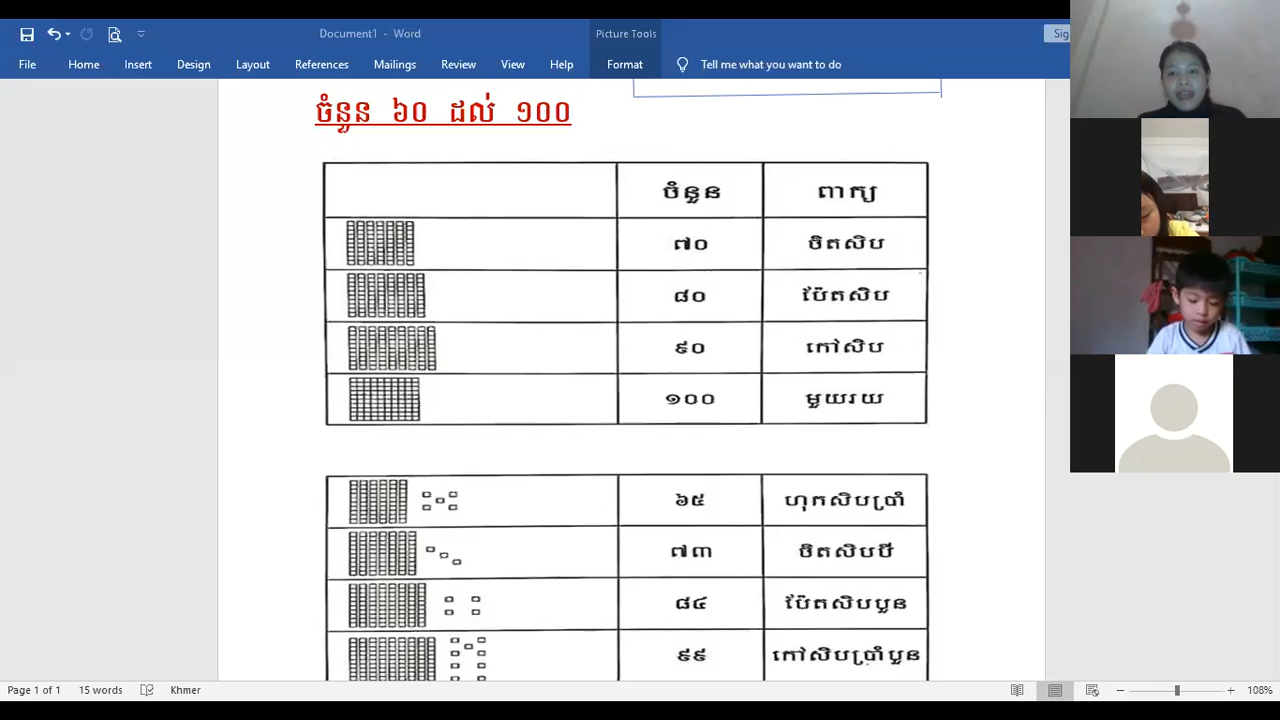 Document1 - Word
Picture Tools
File Home Insert Design Layout References Mailings Review View Help Format Tell me what you want to do
ចំនួន ៦០ ដល់ ១០០
ចំនួន ពាក្យ
៧០ ចិតសិប
៨០ ប៉ែតសិប
៩០ កៅសិប
១០០ មួយរយ
៦៥ ហុកសិបប្រាំ
៧៣ ចិតសិបបី
៨៤ ប៉ែតសិបបួន
៩៩ កៅសិបប្រាំបួន
Page 1 of 1 15 words Khmer 108%